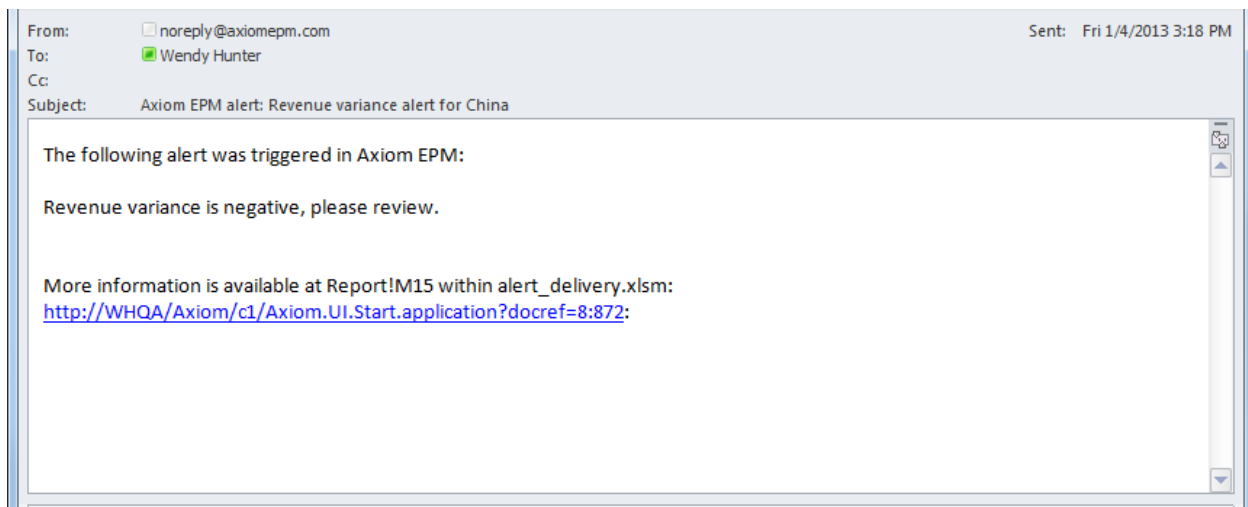 From: noreply@axiomepm.com Sent: Fri 1/4/2013 3:18 PM
To: Wendy Hunter
Cc:
Subject: Axiom EPM alert: Revenue variance alert for China
The following alert was triggered in Axiom EPM:
Revenue variance is negative, please review.
More information is available at Report!M15 within alert_delivery.xlsm:
http://WHQA/Axiom/c1/Axiom.UI.Start.application?docref=8:872: